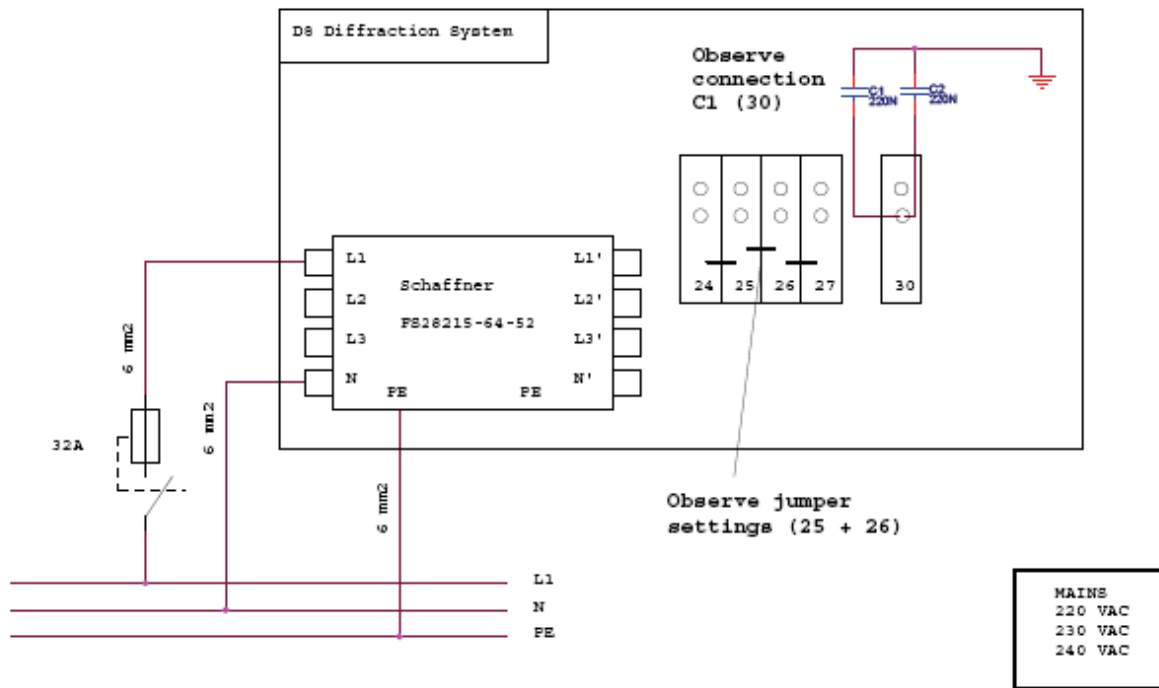 D8 Diffraction System
Observe
connection
C1 (30)
C1
220N
C2
220N
24
25
26
27
30
L1
L2
L3
N
PE
Schaffner
FS28215-64-52
L1'
L2'
L3'
N'
PE
6 mm2
6 mm2
6 mm2
32A
Observe jumper
settings (25 + 26)
L1
N
PE
MAINS
220 VAC
230 VAC
240 VAC